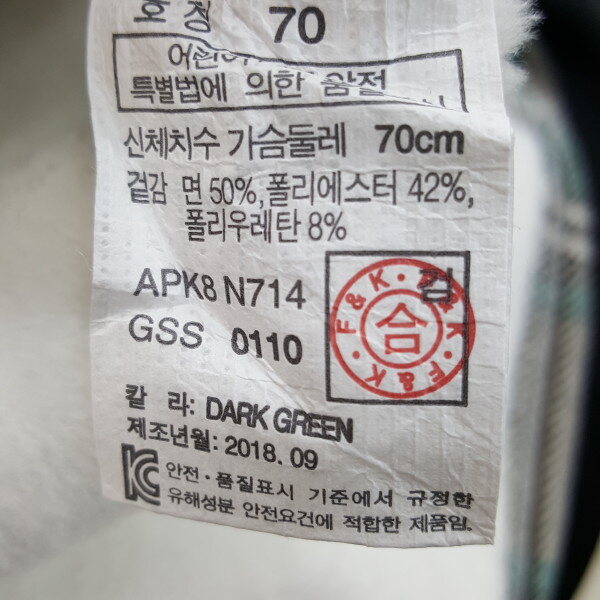 호칭 70
특별법에 의한 안전
신체치수 가슴둘레 70cm
겉감 면 50%, 폴리에스터 42%,
폴리우레탄 8%
APK8 N714
GSS 0110
검
F&K · F&K · F&K ·
합
칼 라: DARK GREEN
제조년월: 2018. 09
안전·품질표시 기준에서 규정한
유해성분 안전요건에 적합한 제품임.